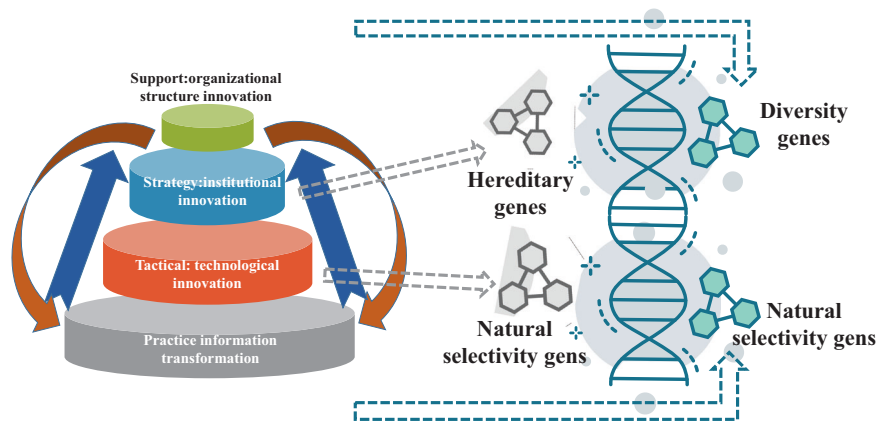 Support:organizational
structure innovation
Strategy:institutional
innovation
Tactical: technological
innovation
Practice information
transformation
Hereditary
genes
Natural
selectivity gens
Diversity
genes
Natural
selectivity gens